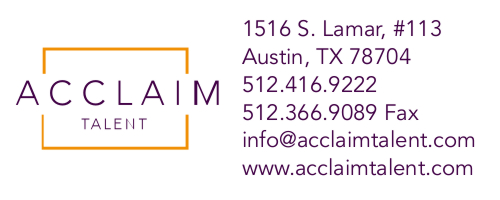 ACCLAIM
TALENT
1516 S. Lamar, #113
Austin, TX 78704
512.416.9222
512.366.9089 Fax
info@acclaimtalent.com
www.acclaimtalent.com